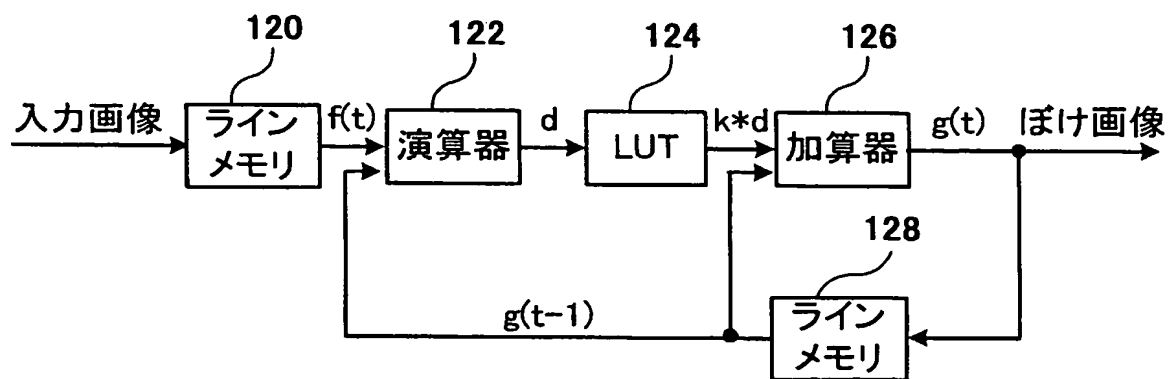 120
122
124
126
入力画像
ライン
メモリ
f(t)
演算器
d
LUT
k*d
加算器
g(t)
ぼけ画像
128
ライン
メモリ
g(t-1)